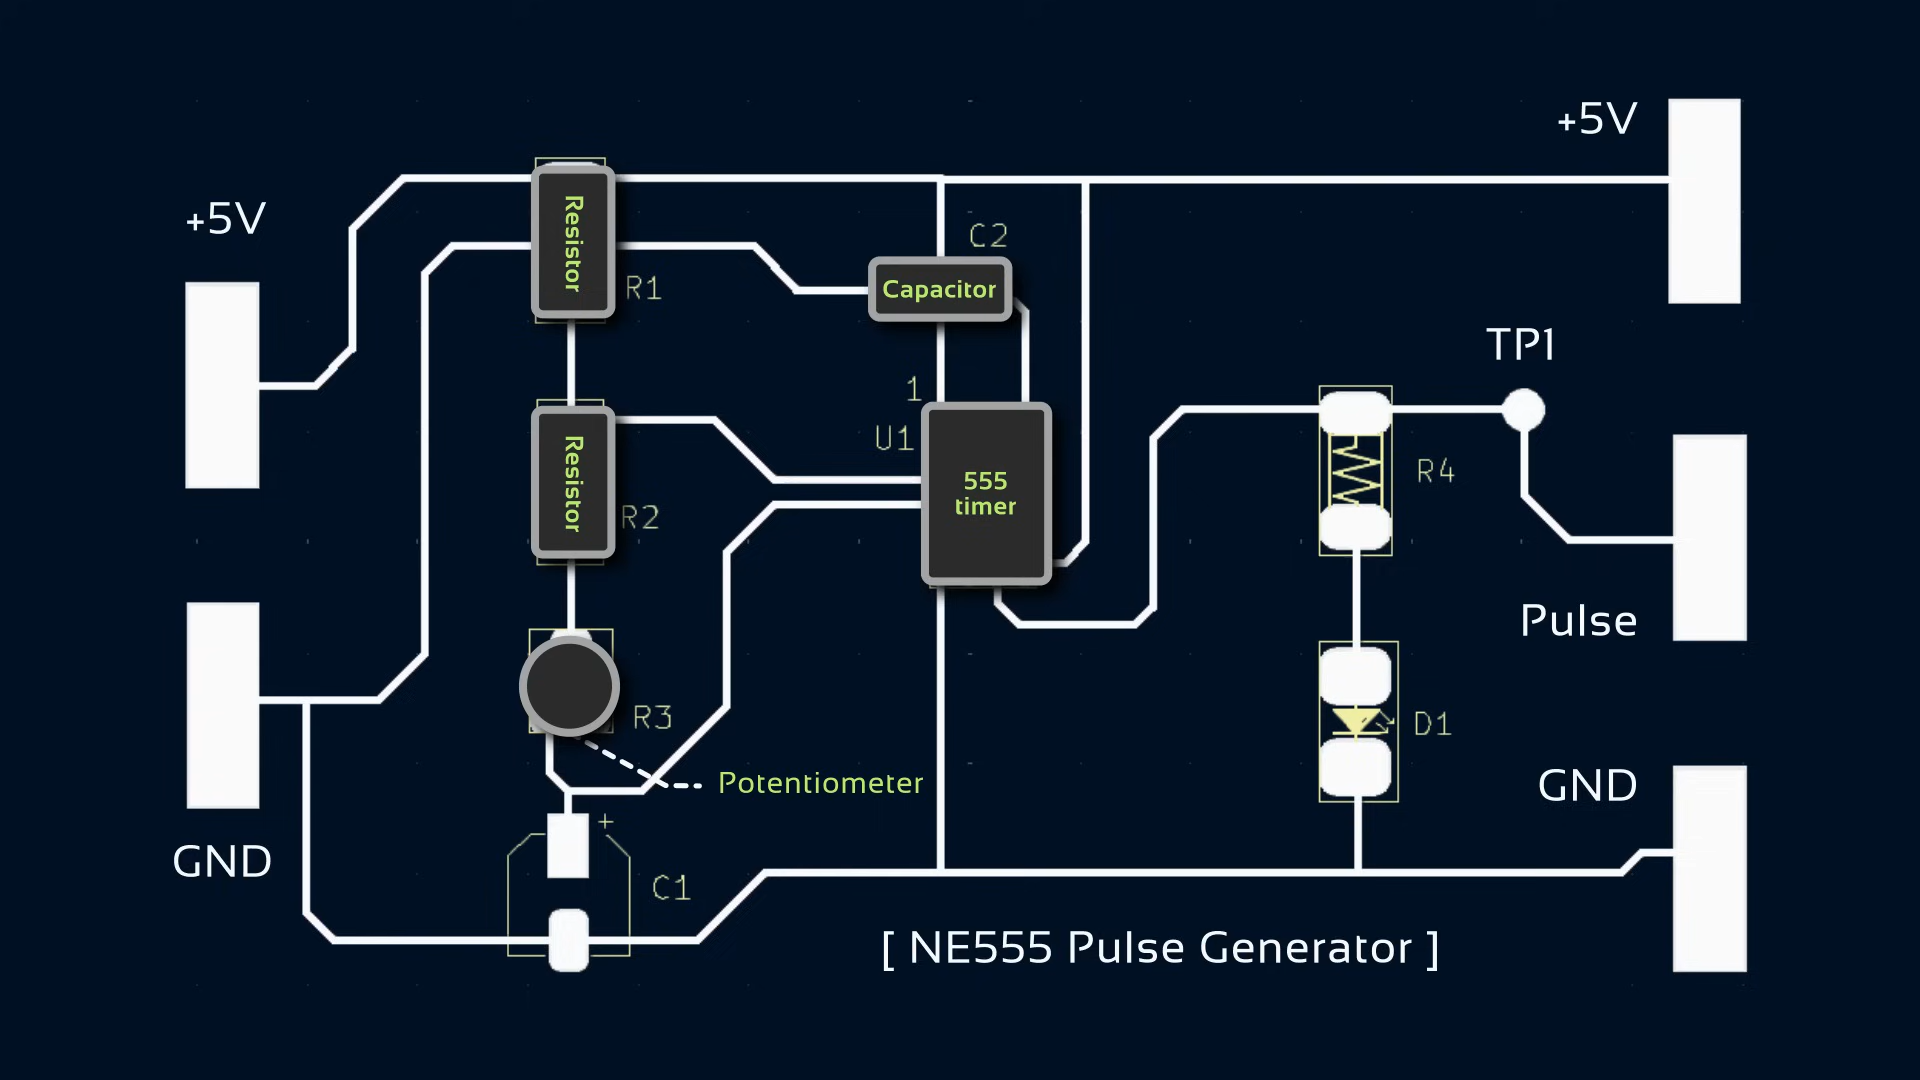 +5V
+5V
Resistor
C2
R1
Capacitor
TP1
1
U1
Resistor
R4
555
timer
R2
Pulse
R3
D1
Potentiometer
GND
+
GND
C1
[ NE555 Pulse Generator ]